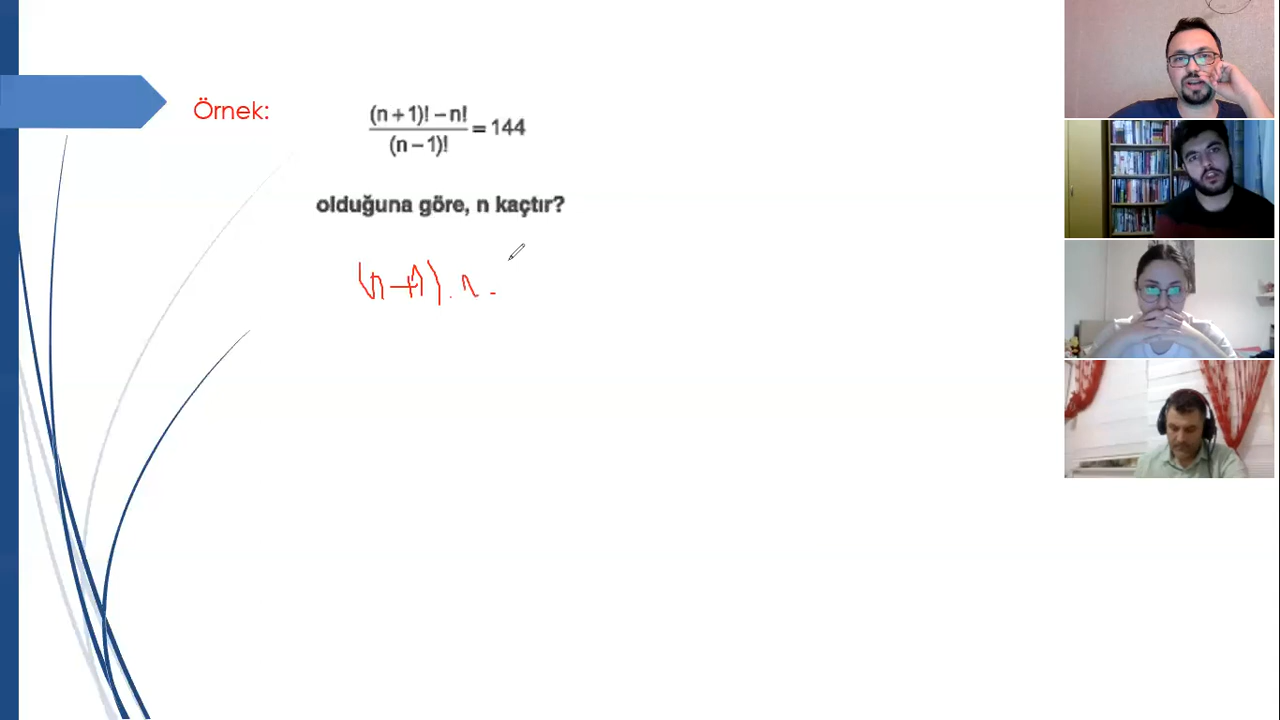 Örnek:
(n + 1)! – n!
(n – 1)!
= 144
olduğuna göre, n kaçtır?
(n+1).n.